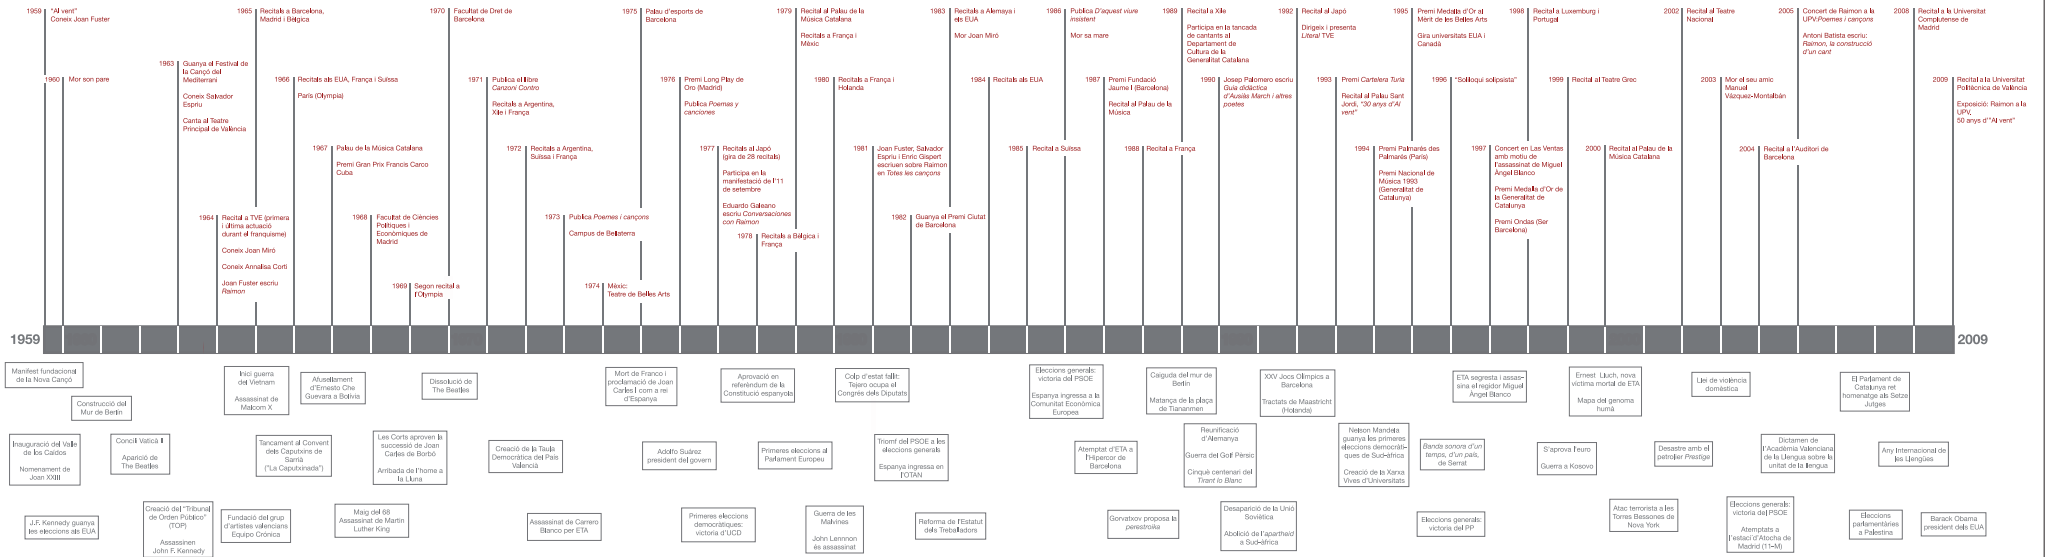 1959
"Al vent"
Coneix Joan Fuster
1960
Mor son pare
1963
Guanya el Festival de
la Cançó del
Mediterrani
Coneix Salvador
Espriu
Canta al Teatre
Principal de València
1964
Recital a TVE (primera
i última actuació
durant el franquisme)
Coneix Joan Miró
Coneix Annalisa Corti
Joan Fuster escriu
Raimon
1965
Recitals a Barcelona,
Madrid i Bèlgica
1966
Recitals als EUA, França i Suïssa
París (Olympia)
1967
Palau de la Música Catalana
Premi Gran Prix Francis Carco
Cuba
1968
Facultat de Ciències
Polítiques i
Econòmiques de
Madrid
1969
Segon recital a
l'Olympia
1970
Facultat de Dret de
Barcelona
1971
Publica el llibre
Canzoni Contro
Recitals a Argentina,
Xile i França
1972
Recitals a Argentina,
Suïssa i França
1973
Publica Poemes i cançons
Campus de Bellaterra
1974
Mèxic:
Teatre de Belles Arts
1975
Palau d'esports de
Barcelona
1976
Premi Long Play de
Oro (Madrid)
Publica Poemas y
canciones
1977
Recitals al Japó
(gira de 28 recitals)
Participa en la
manifestació de l'11
de setembre
Eduardo Galeano
escriu Conversaciones
con Raimon
1978
Recitals a Bèlgica i
França
1979
Recital al Palau de la
Música Catalana
Recitals a França i
Mèxic
1980
Recitals a França i
Holanda
1981
Joan Fuster, Salvador
Espriu i Enric Gispert
escriuen sobre Raimon
en Totes les cançons
1982
Guanya el Premi Ciutat
de Barcelona
1983
Recitals a Alemaya i
els EUA
Mor Joan Miró
1984
Recitals als EUA
1985
Recital a Suïssa
1986
Publica D'aquest viure
insistent
Mor sa mare
1987
Premi Fundació
Jaume I (Barcelona)
Recital al Palau de la
Música
1988
Recital a França
1989
Recital a Xile
Participa en la tancada
de cantants al
Departament de
Cultura de la
Generalitat Catalana
1990
Josep Palomero escriu
Guia didàctica
d'Ausiàs March i altres
poetes
1992
Recital al Japó
Dirigeix i presenta
Literal TVE
1993
Premi Cartelera Turia
Recital al Palau Sant
Jordi, "30 anys d'Al
vent"
1994
Premi Palmarès des
Palmarès (París)
Premi Nacional de
Música 1993
(Generalitat de
Catalunya)
1995
Premi Medalla d'Or al
Mèrit de les Belles Arts
Gira universitats EUA i
Canadà
1996
"Soliloqui solipsista"
1997
Concert en Las Ventas
amb motiu de
l'assassinat de Miguel
Ángel Blanco
Premi Medalla d'Or de
la Generalitat de
Catalunya
Premi Ondas (Ser
Barcelona)
1998
Recital a Luxemburg i
Portugal
1999
Recital al Teatre Grec
2000
Recital al Palau de la
Música Catalana
2002
Recital al Teatre
Nacional
2003
Mor el seu amic
Manuel
Vázquez-Montalbán
2004
Recital a l'Auditori de
Barcelona
2005
Concert de Raimon a la
UPV:Poemes i cançons
Antoni Batista escriu:
Raimon, la construcció
d'un cant
2008
Recital a la Universitat
Complutense de
Madrid
2009
Recital a la Universitat
Politècnica de València
Exposició: Raimon a la
UPV,
50 anys d'"Al vent"
1959
2009
Manifest fundacional
de la Nova Cançó
Construcció del
Mur de Berlín
Inauguració del Valle
de los Caídos
Nomenament de
Joan XXIII
J.F. Kennedy guanya
les eleccions als EUA
Concili Vaticà II
Aparició de
The Beatles
Creació del "Tribunal
de Orden Público"
(TOP)
Assassinen
John F. Kennedy
Inici guerra
del Vietnam
Assassinat de
Malcom X
Tancament al Convent
dels Caputxins de
Sarrià
("La Caputxinada")
Fundació del grup
d'artistes valencians
Equipo Crónica
Afusellament
d'Ernesto Che
Guevara a Bolívia
Les Corts aproven la
successió de Joan
Carles de Borbó
Arribada de l'home a
la Lluna
Maig del 68
Assassinat de Martin
Luther King
Dissolució de
The Beatles
Creació de la Taula
Democràtica del País
Valencià
Assassinat de Carrero
Blanco per ETA
Mort de Franco i
proclamació de Joan
Carles I com a rei
d'Espanya
Adolfo Suárez
president del govern
Primeres eleccions
democràtiques:
victoria d'UCD
Aprovació en
referèndum de la
Constitució espanyola
Primeres eleccions al
Parlament Europeu
Guerra de les
Malvines
John Lennnon
és assassinat
Colp d'estat fallit:
Tejero ocupa el
Congrés dels Diputats
Triomf del PSOE a les
eleccions generals
Espanya ingressa en
l'OTAN
Reforma de l'Estatut
dels Treballadors
Eleccions generals:
victoria del PSOE
Espanya ingressa a la
Comunitat Econòmica
Europea
Atemptat d'ETA a
l'Hipercor de
Barcelona
Gorvatxov proposa la
perestroika
Caiguda del mur de
Berlín
Matança de la plaça
de Tiananmen
Reunificació
d'Alemanya
Guerra del Golf Pèrsic
Cinquè centenari del
Tirant lo Blanc
Desaparició de la Unió
Soviètica
Abolició de l'apartheid
a Sud-àfrica
XXV Jocs Olímpics a
Barcelona
Tractats de Maastricht
(Holanda)
Nelson Mandela
guanya les primeres
eleccions democràti-
ques de Sud-àfrica
Creació de la Xarxa
Vives d'Universitats
ETA segresta i assas-
sina el regidor Miguel
Ángel Blanco
Banda sonora d'un
temps, d'un país,
de Serrat
Eleccions generals:
victoria del PP
Ernest Lluch, nova
víctima mortal de ETA
Mapa del genoma
humà
S'aprova l'euro
Guerra a Kosovo
Atac terrorista a les
Torres Bessones de
Nova York
Llei de violència
domèstica
Desastre amb el
petrolier Prestige
Dictamen de
l'Acadèmia Valenciana
de la Llengua sobre la
unitat de la llengua
Eleccions generals:
victoria del PSOE
Atemptats a
l'estaci'd'Atocha de
Madrid (11-M)
El Parlament de
Catalunya ret
homenatge als Setze
Jutges
Any Internacional de
les Llengües
Eleccions
parlamentàries
a Palestina
Barack Obama
president dels EUA